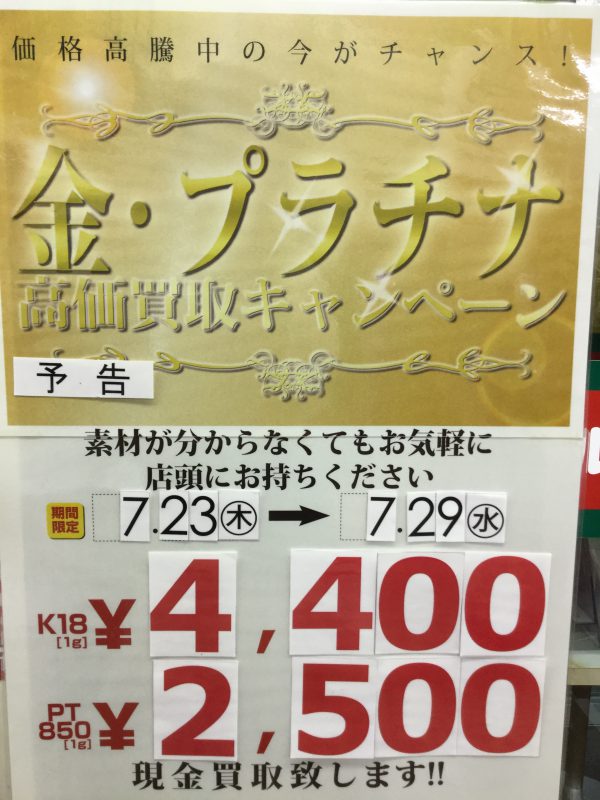 価格高騰中の今がチャンス!
金・プラチナ
高価買取キャンペーン
予告
素材が分からなくてもお気軽に
店頭にお持ちください
期間限定 7.23㊍ → 7.29㊌
K18 [1g] ¥4,400
PT850 [1g] ¥2,500
現金買取致します!!